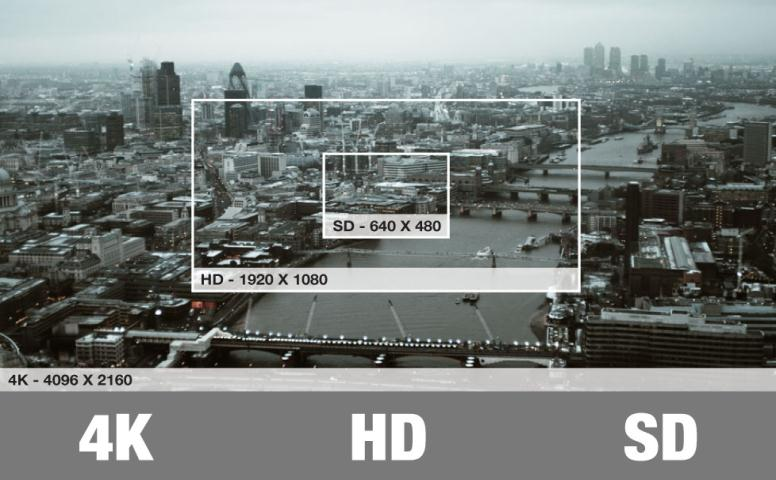 SD - 640 X 480
HD - 1920 X 1080
4K - 4096 X 2160
4K HD SD